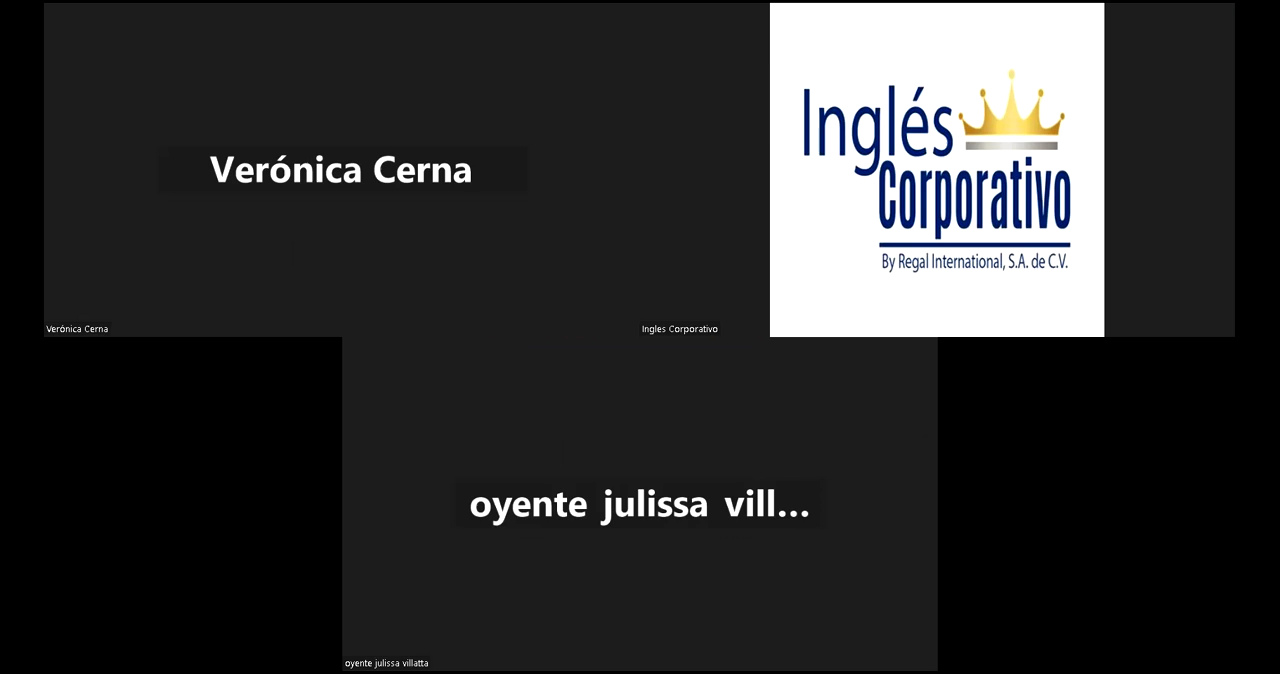 Verónica Cerna
Verónica Cerna
Inglés
Corporativo
By Regal International, S.A. de C.V.
Ingles Corporativo
oyente julissa vill...
oyente julissa villatta